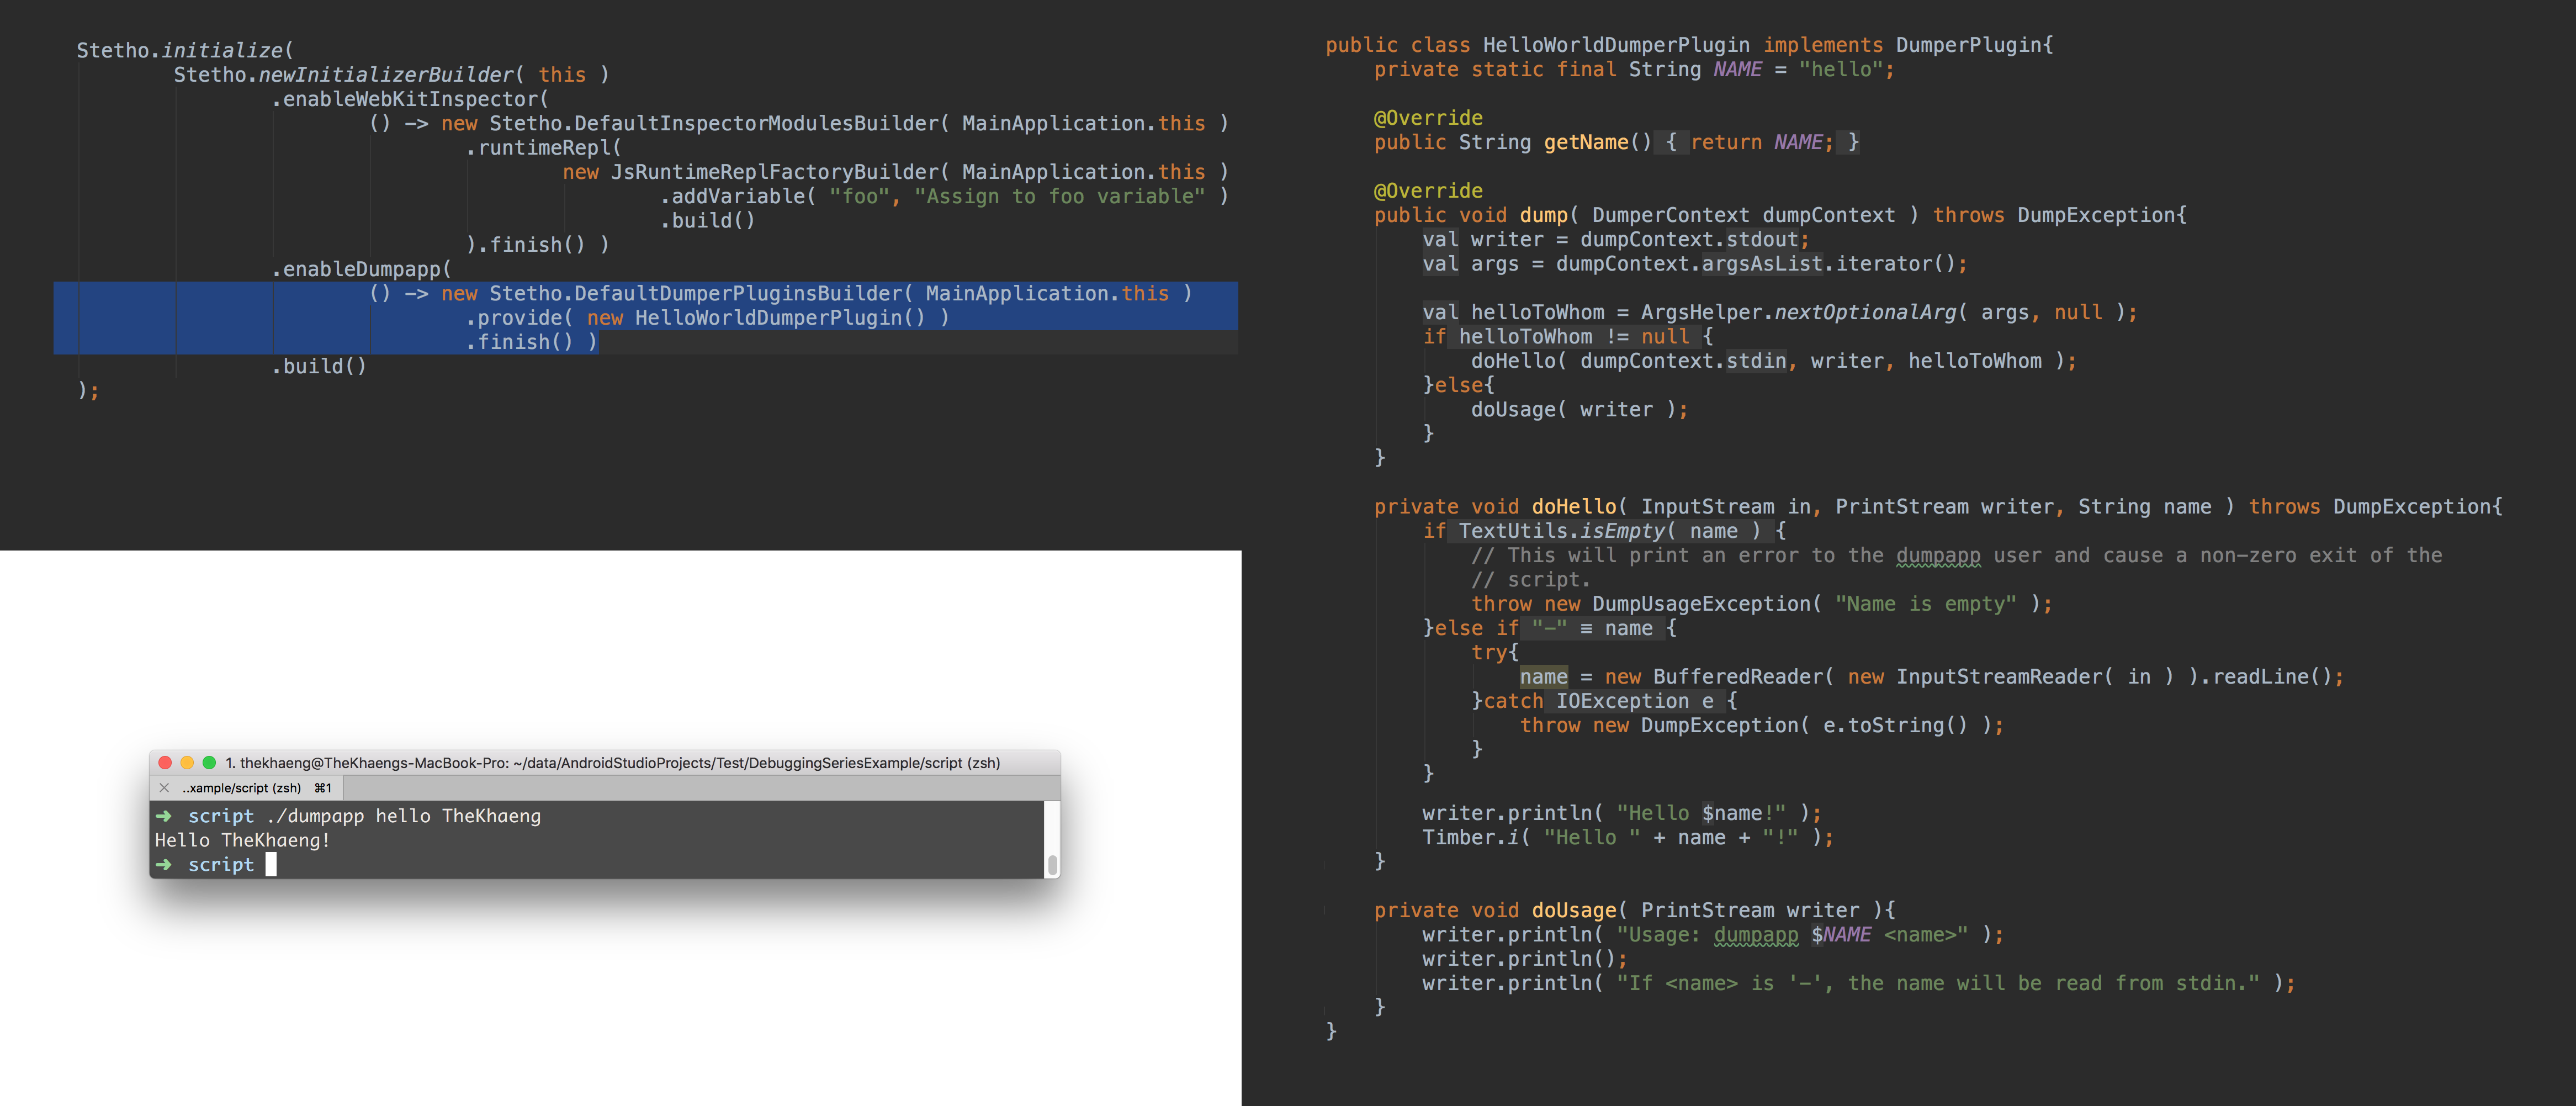 Stetho.initialize(
Stetho.newInitializerBuilder( this )
.enableWebKitInspector(
() -> new Stetho.DefaultInspectorModulesBuilder( MainApplication.this )
.runtimeRepl(
new JsRuntimeReplFactoryBuilder( MainApplication.this )
.addVariable( "foo", "Assign to foo variable" )
.build()
).finish() )
.enableDumpapp(
() -> new Stetho.DefaultDumperPluginsBuilder( MainApplication.this )
.provide( new HelloWorldDumperPlugin() )
.finish() )
.build()
);
1. thekhaeng@TheKhaengs-MacBook-Pro: ~/data/AndroidStudioProjects/Test/DebuggingSeriesExample/script (zsh)
..xample/script (zsh) ⌘1
➜ script ./dumpapp hello TheKhaeng
Hello TheKhaeng!
➜ script
public class HelloWorldDumperPlugin implements DumperPlugin{
private static final String NAME = "hello";
@Override
public String getName() { return NAME; }
@Override
public void dump( DumperContext dumpContext ) throws DumpException{
val writer = dumpContext.stdout;
val args = dumpContext.argsAsList.iterator();
val helloToWhom = ArgsHelper.nextOptionalArg( args, null );
if helloToWhom != null {
doHello( dumpContext.stdin, writer, helloToWhom );
}else{
doUsage( writer );
}
}
private void doHello( InputStream in, PrintStream writer, String name ) throws DumpException{
if TextUtils.isEmpty( name ) {
// This will print an error to the dumpapp user and cause a non-zero exit of the
// script.
throw new DumpUsageException( "Name is empty" );
}else if "-" ≡ name {
try{
name = new BufferedReader( new InputStreamReader( in ) ).readLine();
}catch IOException e {
throw new DumpException( e.toString() );
}
}
writer.println( "Hello $name!" );
Timber.i( "Hello " + name + "!" );
}
private void doUsage( PrintStream writer ){
writer.println( "Usage: dumpapp $NAME <name>" );
writer.println();
writer.println( "If <name> is '-', the name will be read from stdin." );
}
}